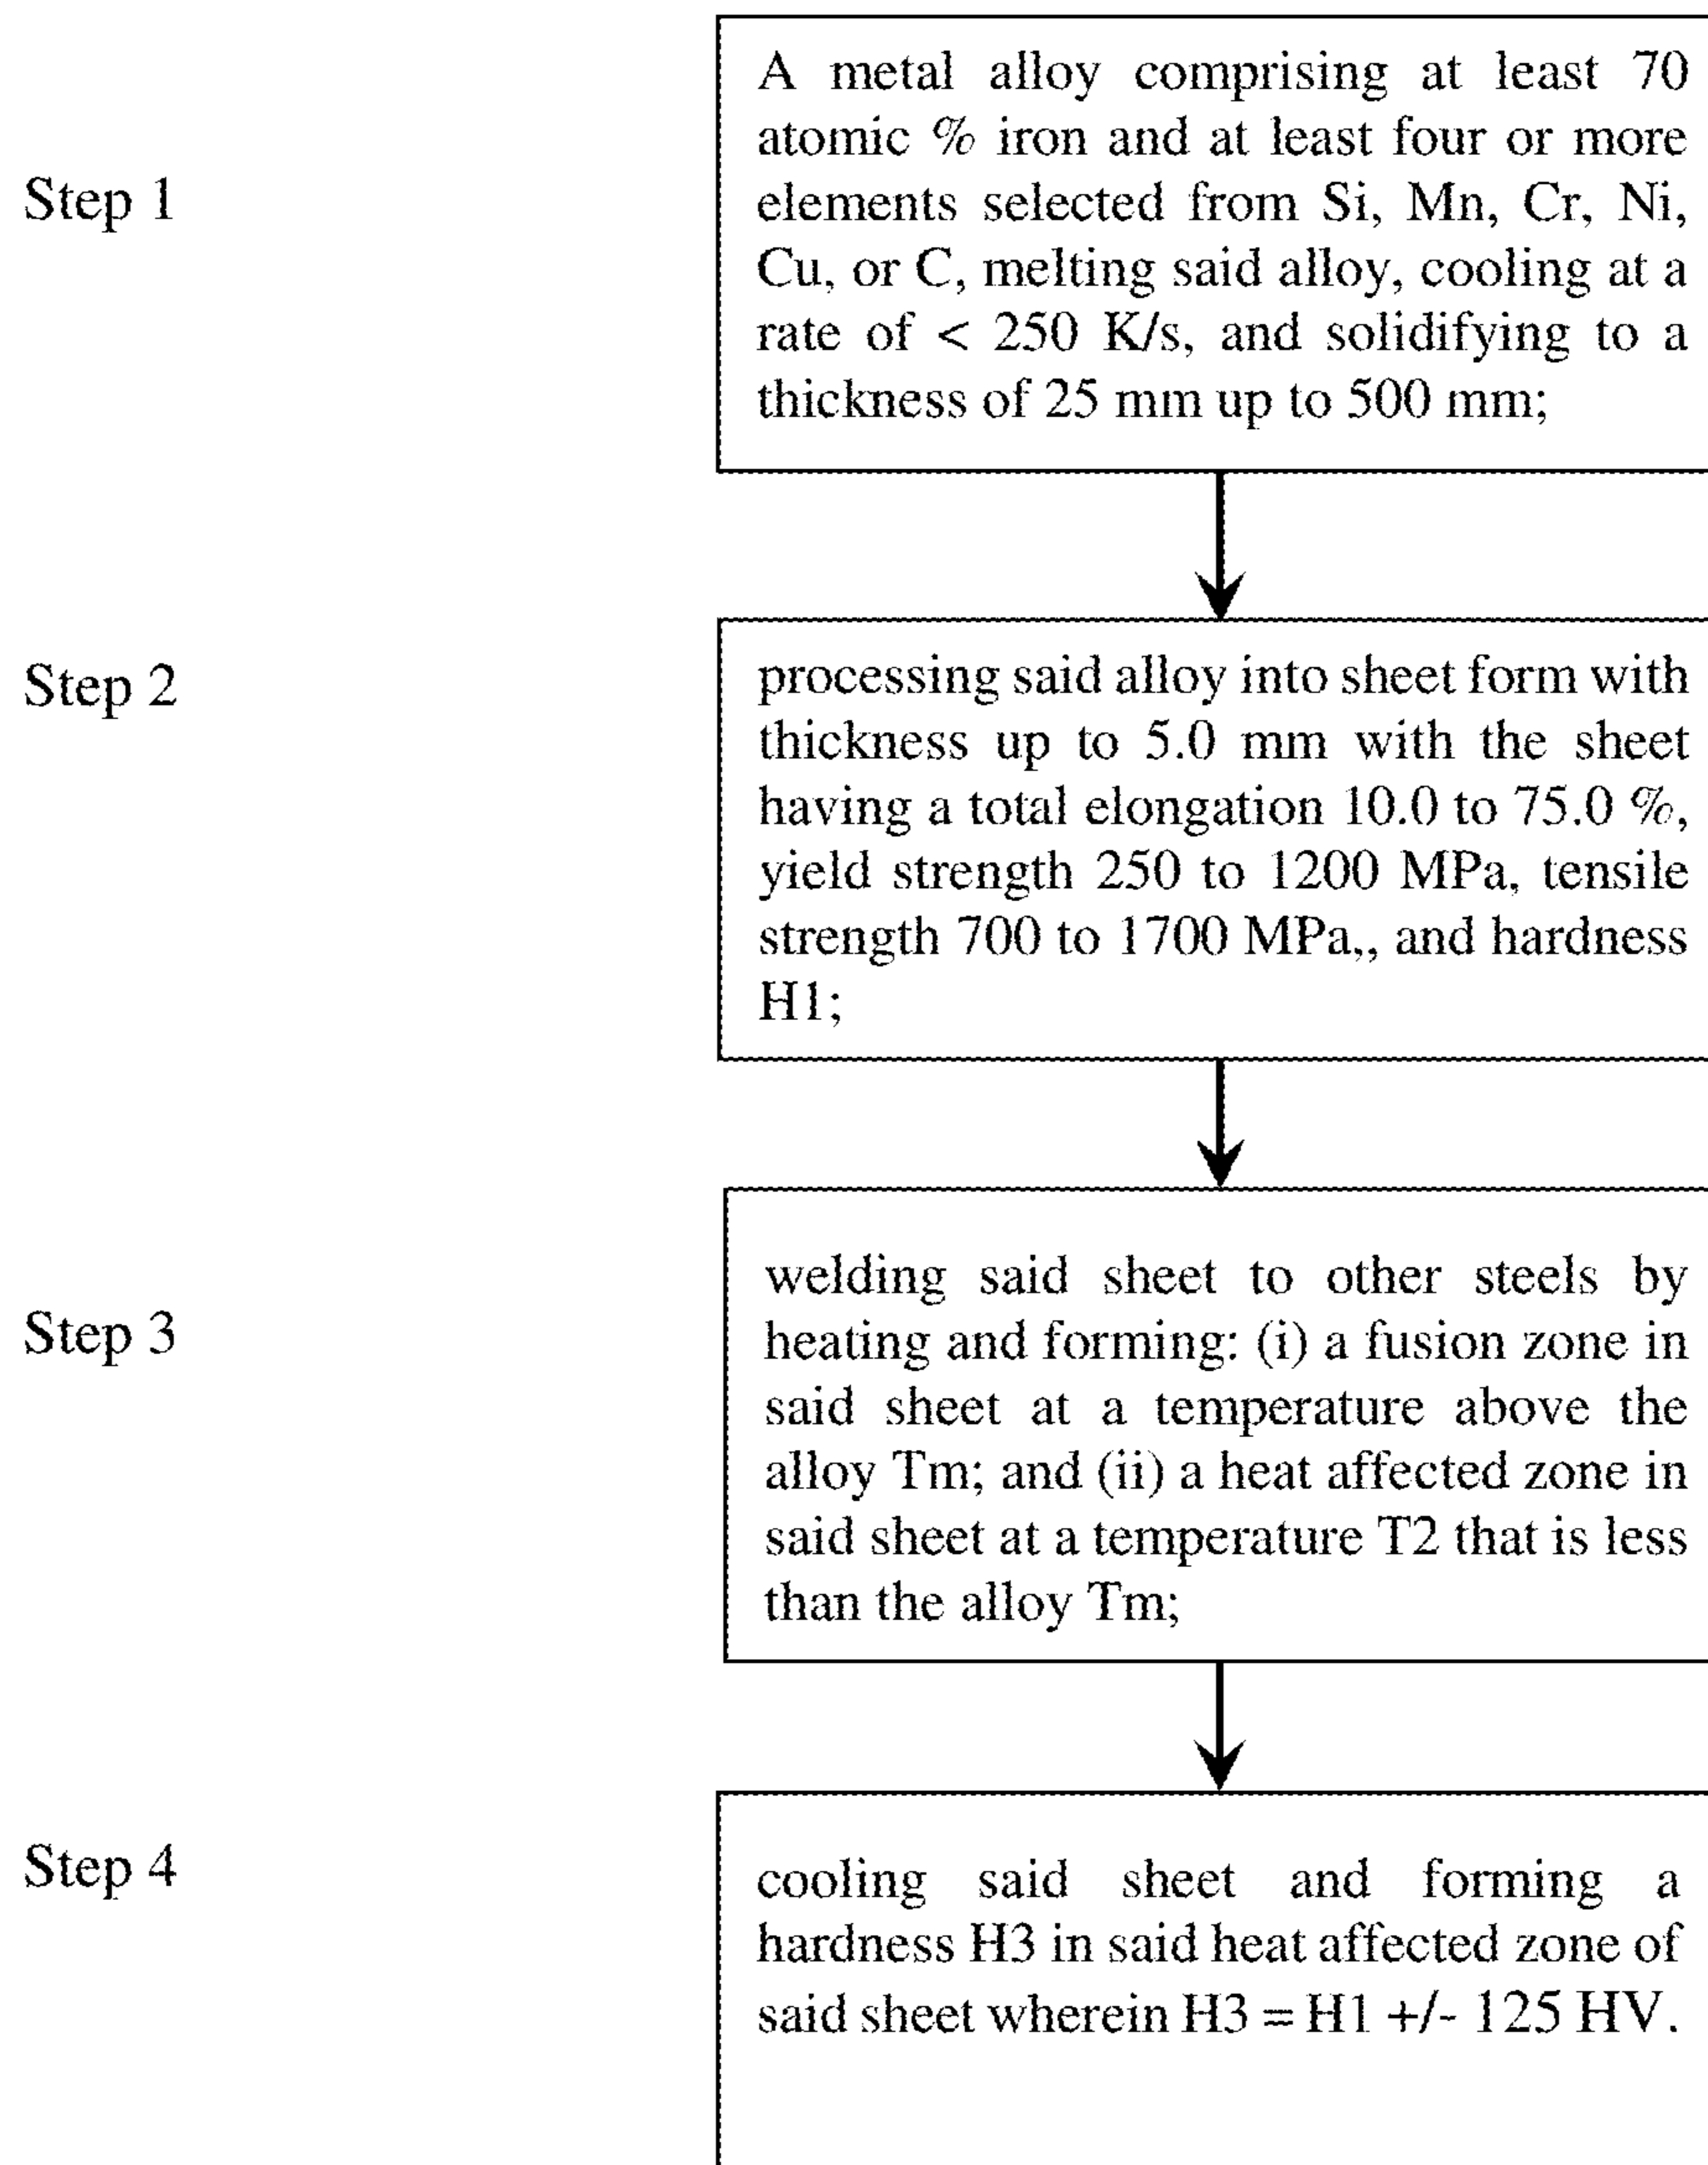 Step 1
A metal alloy comprising at least 70
atomic % iron and at least four or more
elements selected from Si, Mn, Cr, Ni,
Cu, or C, melting said alloy, cooling at a
rate of < 250 K/s, and solidifying to a
thickness of 25 mm up to 500 mm;
Step 2
processing said alloy into sheet form with
thickness up to 5.0 mm with the sheet
having a total elongation 10.0 to 75.0 %,
yield strength 250 to 1200 MPa, tensile
strength 700 to 1700 MPa,, and hardness
H1;
Step 3
welding said sheet to other steels by
heating and forming: (i) a fusion zone in
said sheet at a temperature above the
alloy Tm; and (ii) a heat affected zone in
said sheet at a temperature T2 that is less
than the alloy Tm;
Step 4
cooling said sheet and forming a
hardness H3 in said heat affected zone of
said sheet wherein H3 = H1 +/- 125 HV.